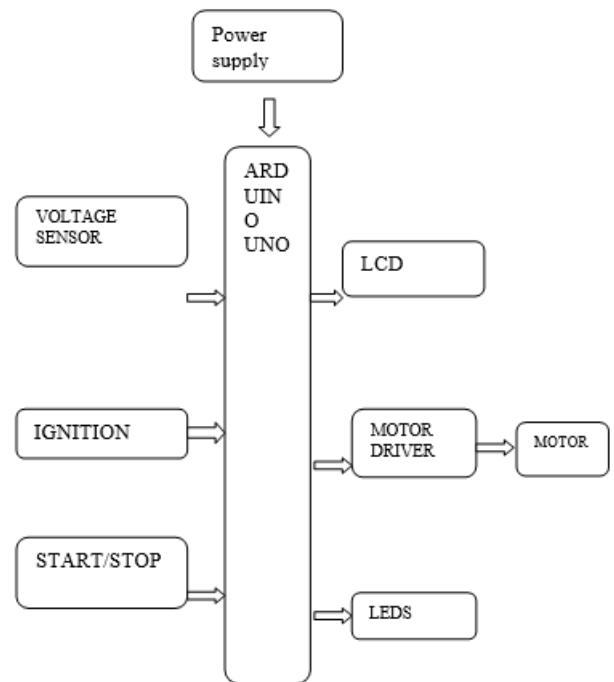 Power
supply
ARD
UIN
O
UNO
VOLTAGE
SENSOR
LCD
IGNITION
MOTOR
DRIVER
MOTOR
START/STOP
LEDS